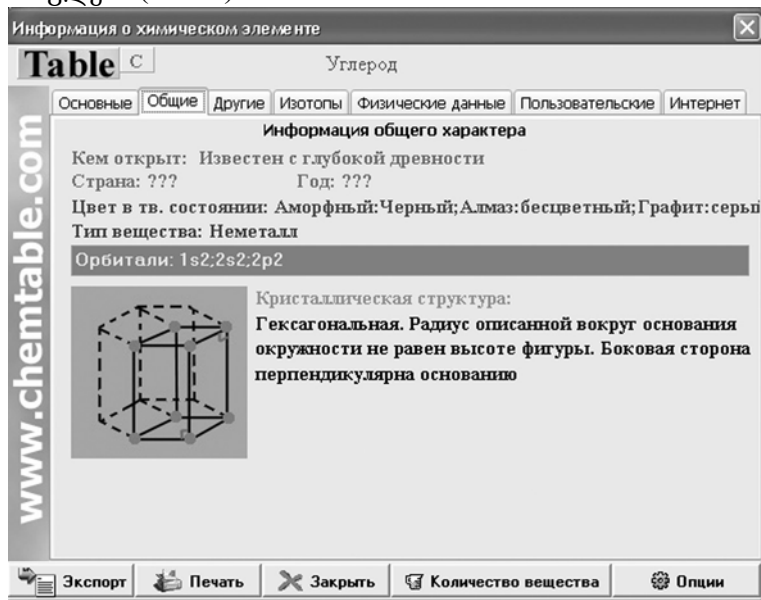 Информация о химическом элементе
Table C Углерод
Основные Общие Другие Изотопы Физические данные Пользовательские Интернет
Информация общего характера
Кем открыт: Известен с глубокой древности
Страна: ??? Год: ???
Цвет в тв. состоянии: Аморфный:Черный;Алмаз:бесцветный;Графит:серый
Тип вещества: Неметалл
Орбитали: 1s2;2s2;2p2
Кристаллическая структура:
Гексагональная. Радиус описанной вокруг основания
окружности не равен высоте фигуры. Боковая сторона
перпендикулярна основанию
www.chemtable.com
Экспорт Печать Закрыть Количество вещества Опции